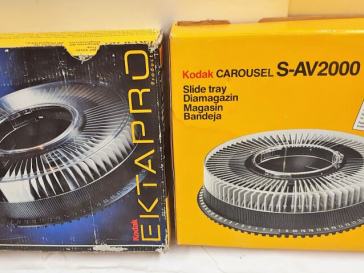 Kodak
EKTAPRO
Kodak CAROUSEL S-AV2000
Slide tray
Diamagazin
Magasin
Bandeja